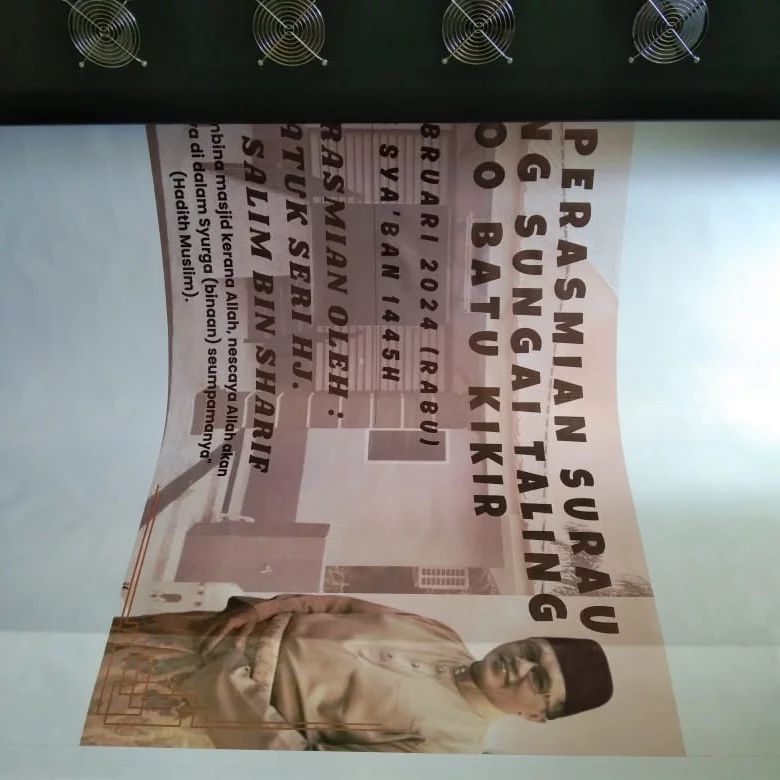 PERASMIAN SURAU
NG SUNGAI TALING
OO BATU KIKIR
BRUARI 2024 (RABU)
SYA'BAN 1445H
RASMIAN OLEH :
ATUK SERI HJ.
SALIM BIN SHARIF
mbina masjid kerana Allah, nescaya Allah akan
a di dalam Syurga (binaan) seumpamanya"
(Hadith Muslim).